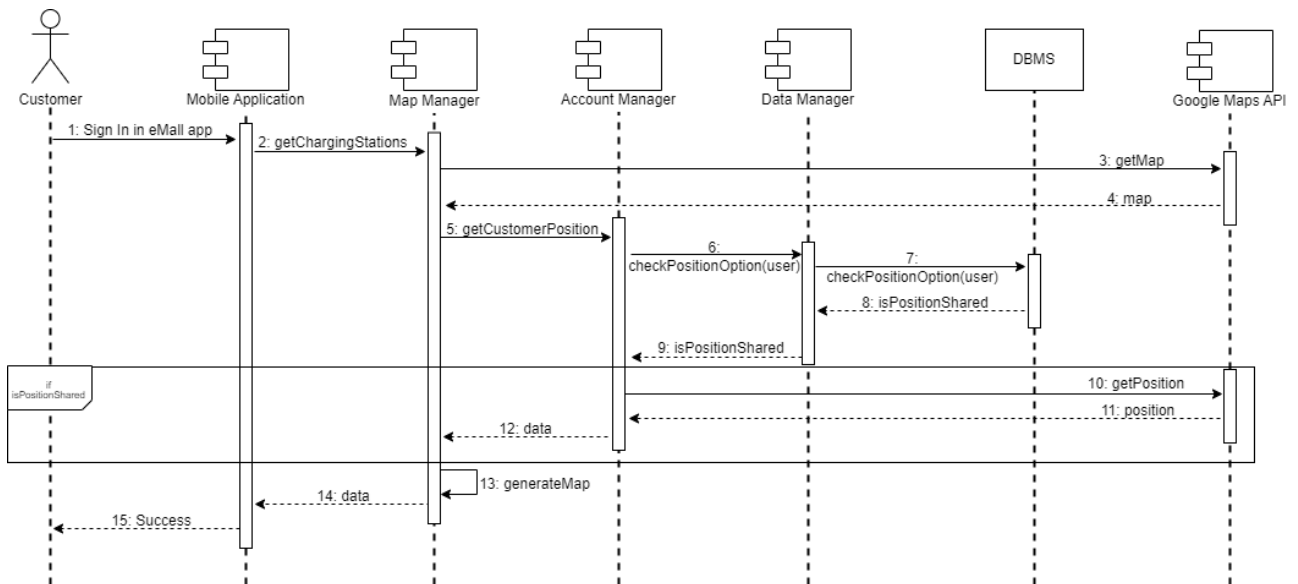 DBMS
Customer
Mobile Application
Map Manager
Account Manager
Data Manager
Google Maps API
1: Sign In in eMall app
2: getChargingStations
3: getMap
4: map
5: getCustomerPosition
6:
checkPositionOption(user)
7:
checkPositionOption(user)
8: isPositionShared
9: isPositionShared
if
isPositionShared
10: getPosition
11: position
12: data
13: generateMap
14: data
15: Success